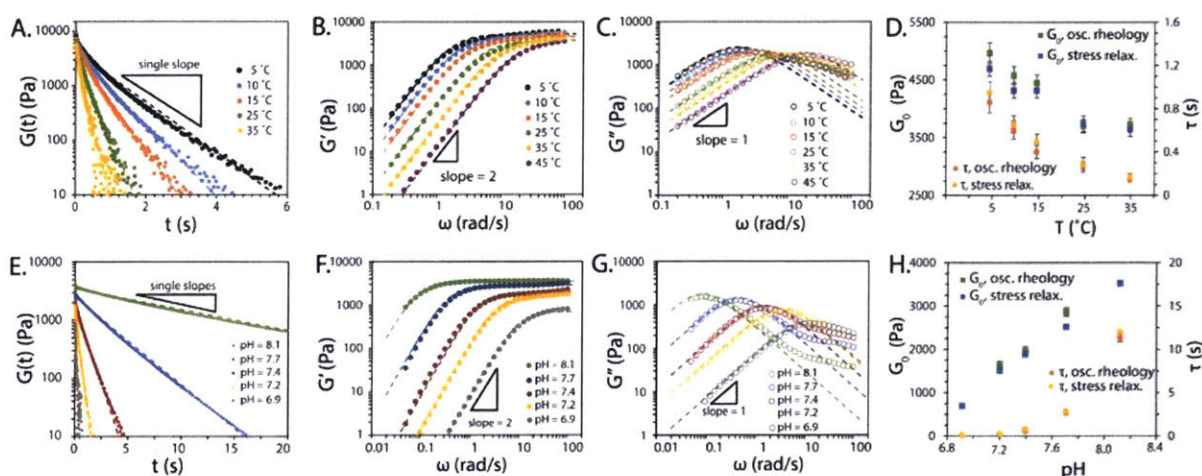 A.
10000
1000
100
10
0
2
4
6
G(t) (Pa)
t (s)
single slope
5 ˚C
10 ˚C
15 ˚C
25 ˚C
35 ˚C
B.
10000
1000
100
10
1
0.1
1
10
100
G' (Pa)
ω (rad/s)
slope = 2
5 ˚C
10 ˚C
15 ˚C
25 ˚C
35 ˚C
45 ˚C
C.
10000
1000
100
10
1
0.1
1
10
100
G" (Pa)
ω (rad/s)
slope = 1
5 ˚C
10 ˚C
15 ˚C
25 ˚C
35 ˚C
45 ˚C
D.
5500
4500
3500
2500
5
15
25
35
1.6
1.2
0.8
0.4
0
G₀ (Pa)
τ (s)
T (˚C)
G₀, osc. rheology
G₀, stress relax.
τ, osc. rheology
τ, stress relax.
E.
10000
1000
100
10
0
5
10
15
20
G(t) (Pa)
t (s)
single slopes
pH = 8.1
pH = 7.7
pH = 7.4
pH = 7.2
pH = 6.9
F.
10000
1000
100
10
1
0.01
0.1
1
10
100
G' (Pa)
ω (rad/s)
slope = 2
pH = 8.1
pH = 7.7
pH = 7.4
pH = 7.2
pH = 6.9
G.
10000
1000
100
10
1
0.01
0.1
1
10
100
G" (Pa)
ω (rad/s)
slope = 1
pH = 8.1
pH = 7.7
pH = 7.4
pH = 7.2
pH = 6.9
H.
4000
3000
2000
1000
0
6.8
7.2
7.6
8.0
8.4
20
15
10
5
0
G₀ (Pa)
τ (s)
pH
G₀, osc. rheology
G₀, stress relax.
τ, osc. rheology
τ, stress relax.